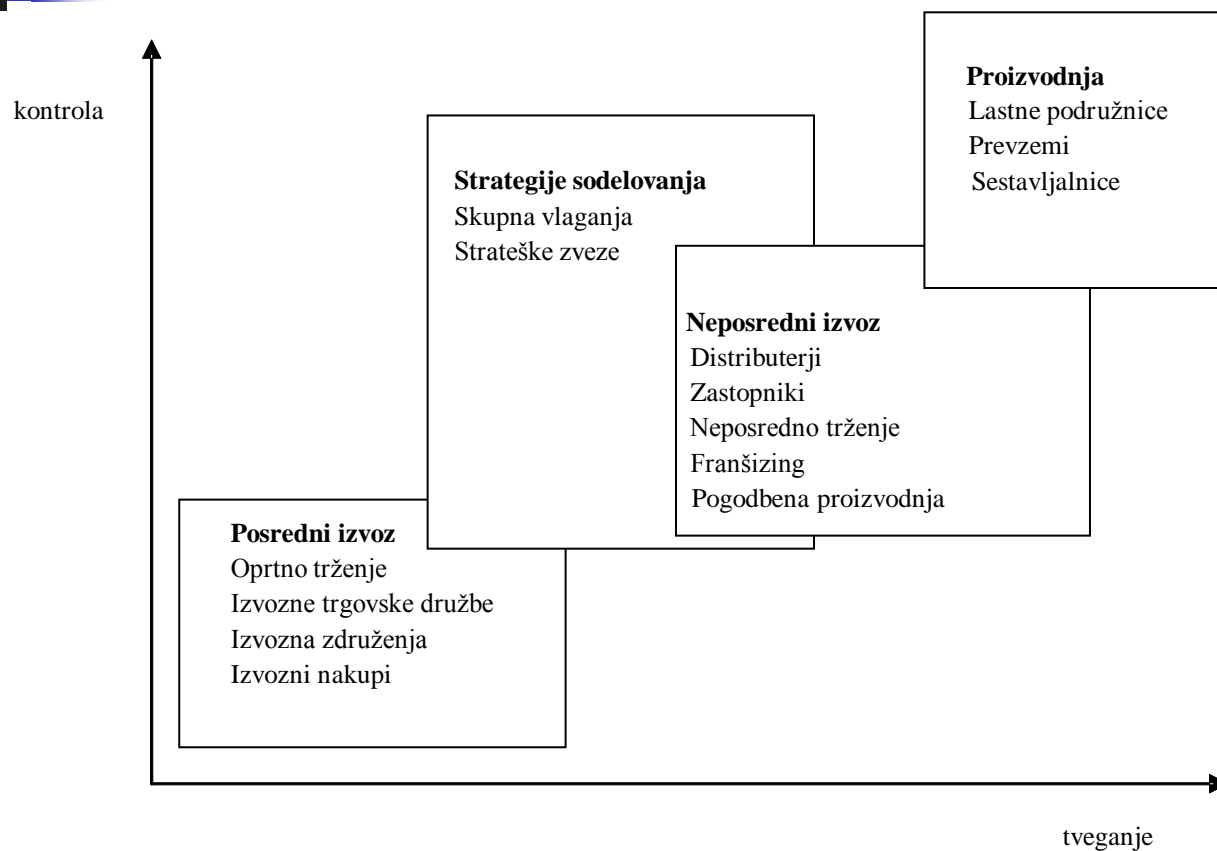 kontrola
Proizvodnja
Lastne podružnice
Prevzemi
Sestavljalnice
Strategije sodelovanja
Skupna vlaganja
Strateške zveze
Neposredni izvoz
Distributerji
Zastopniki
Neposredno trženje
Franšizing
Pogodbena proizvodnja
Posredni izvoz
Oprtno trženje
Izvozne trgovske družbe
Izvozna združenja
Izvozni nakupi
tveganje